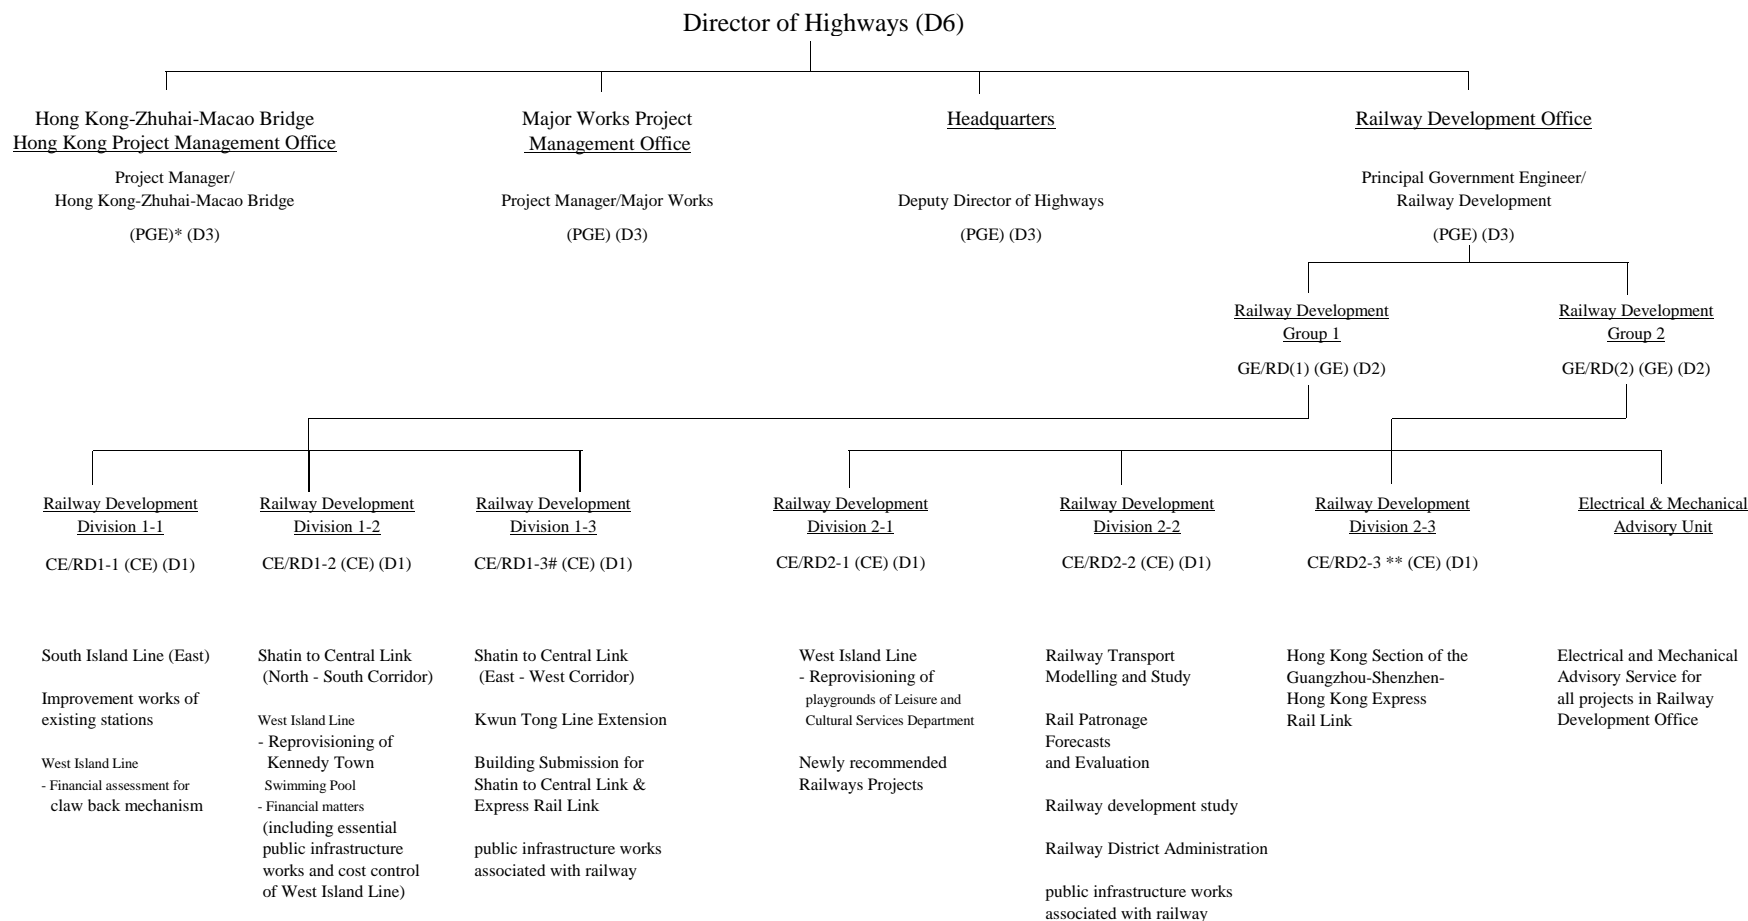 Director of Highways (D6)
Hong Kong-Zhuhai-Macao Bridge
Hong Kong Project Management Office
Project Manager/
Hong Kong-Zhuhai-Macao Bridge
(PGE)* (D3)
Major Works Project
Management Office
Project Manager/Major Works
(PGE) (D3)
Headquarters
Deputy Director of Highways
(PGE) (D3)
Railway Development Office
Principal Government Engineer/
Railway Development
(PGE) (D3)
Railway Development
Group 1
GE/RD(1) (GE) (D2)
Railway Development
Group 2
GE/RD(2) (GE) (D2)
Railway Development
Division 1-1
CE/RD1-1 (CE) (D1)
South Island Line (East)
Improvement works of
existing stations
West Island Line
- Financial assessment for
claw back mechanism
Railway Development
Division 1-2
CE/RD1-2 (CE) (D1)
Shatin to Central Link
(North - South Corridor)
West Island Line
- Reprovisioning of
Kennedy Town
Swimming Pool
- Financial matters
(including essential
public infrastructure
works and cost control
of West Island Line)
Railway Development
Division 1-3
CE/RD1-3# (CE) (D1)
Shatin to Central Link
(East - West Corridor)
Kwun Tong Line Extension
Building Submission for
Shatin to Central Link &
Express Rail Link
public infrastructure works
associated with railway
Railway Development
Division 2-1
CE/RD2-1 (CE) (D1)
West Island Line
- Reprovisioning of
playgrounds of Leisure and
Cultural Services Department
Newly recommended
Railways Projects
Railway Development
Division 2-2
CE/RD2-2 (CE) (D1)
Railway Transport
Modelling and Study
Rail Patronage
Forecasts
and Evaluation
Railway development study
Railway District Administration
public infrastructure works
associated with railway
Railway Development
Division 2-3
CE/RD2-3 ** (CE) (D1)
Hong Kong Section of the
Guangzhou-Shenzhen-
Hong Kong Express
Rail Link
Electrical & Mechanical
Advisory Unit
Electrical and Mechanical
Advisory Service for
all projects in Railway
Development Office